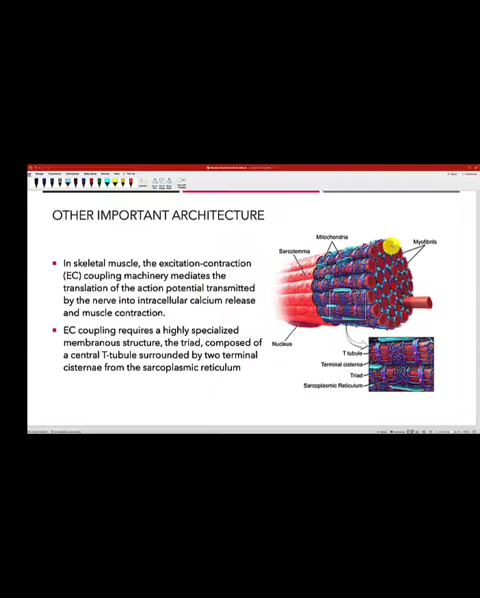 OTHER IMPORTANT ARCHITECTURE
In skeletal muscle, the excitation-contraction
(EC) coupling machinery mediates the
translation of the action potential transmitted
by the nerve into intracellular calcium release
and muscle contraction.
EC coupling requires a highly specialized
membranous structure, the triad, composed of
a central T-tubule surrounded by two terminal
cisternae from the sarcoplasmic reticulum
Mitochondria
Myofibrils
Sarcolemma
Nucleus
T tubule
Terminal cisterna
Triad
Sarcoplasmic Reticulum